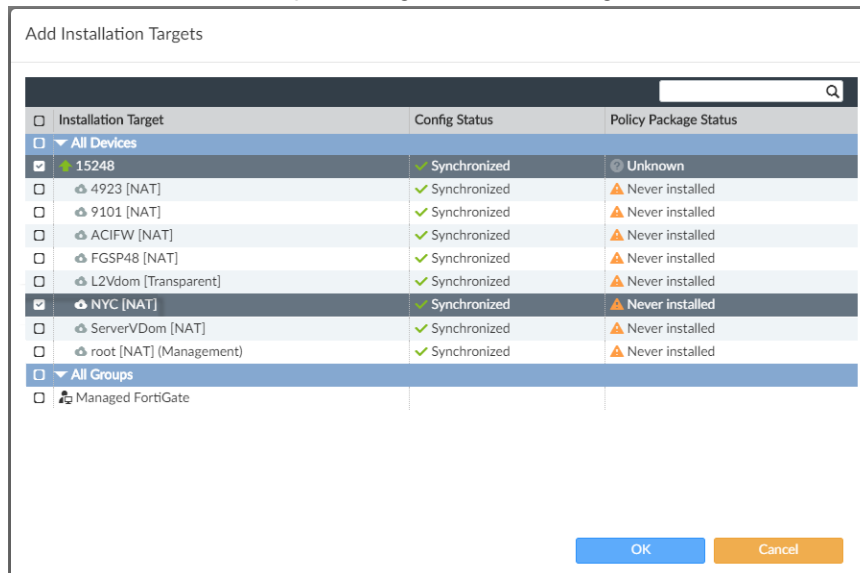 Add Installation Targets
Installation Target Config Status Policy Package Status
All Devices
15248 Synchronized Unknown
4923 [NAT] Synchronized Never installed
9101 [NAT] Synchronized Never installed
ACIFW [NAT] Synchronized Never installed
FGSP48 [NAT] Synchronized Never installed
L2Vdom [Transparent] Synchronized Never installed
NYC [NAT] Synchronized Never installed
ServerVDom [NAT] Synchronized Never installed
root [NAT] (Management) Synchronized Never installed
All Groups
Managed FortiGate
OK Cancel